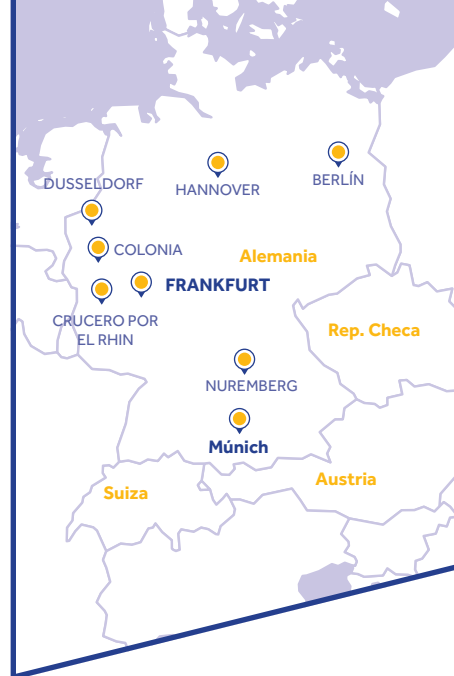 BERLÍN
DUSSELDORF
HANNOVER
COLONIA
Alemania
FRANKFURT
CRUCERO POR
EL RHIN
Rep. Checa
NUREMBERG
Múnich
Austria
Suiza